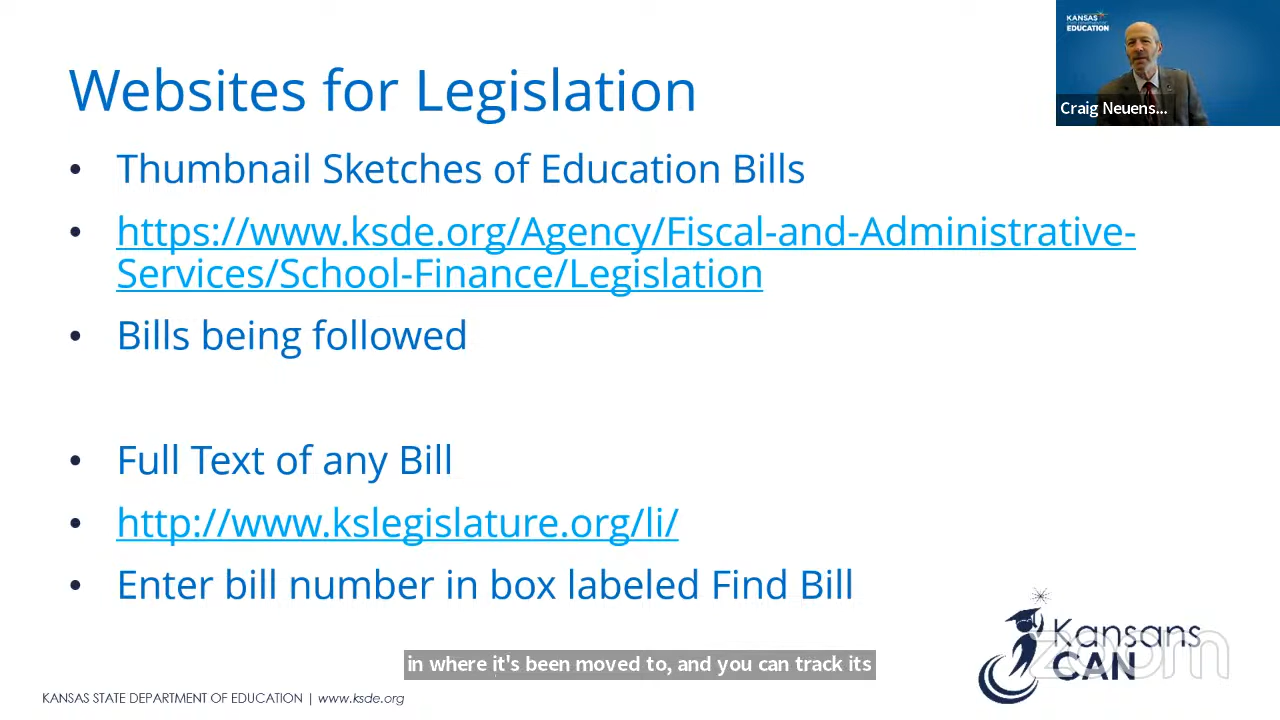 KANSAS
EDUCATION
Craig Neuens...
Websites for Legislation
• Thumbnail Sketches of Education Bills
• https://www.ksde.org/Agency/Fiscal-and-Administrative-
Services/School-Finance/Legislation
• Bills being followed
• Full Text of any Bill
• http://www.kslegislature.org/li/
• Enter bill number in box labeled Find Bill
Kansans
CAN
zoom
in where it's been moved to, and you can track its
KANSAS STATE DEPARTMENT OF EDUCATION | www.ksde.org